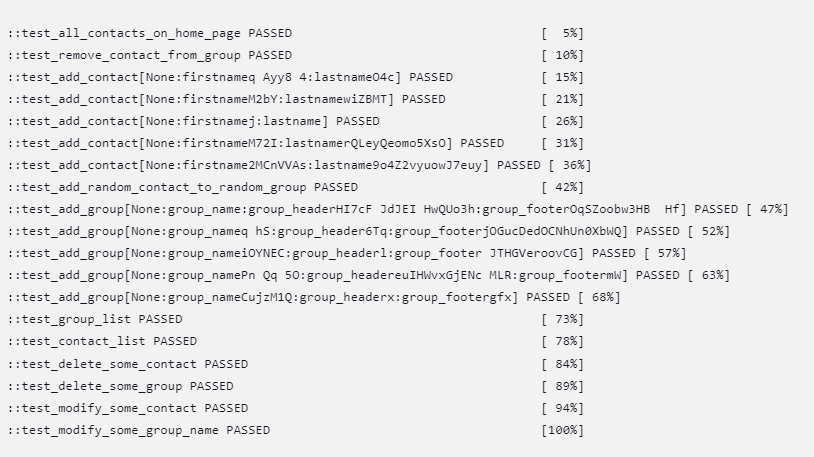 ::test_all_contacts_on_home_page PASSED                                  [  5%]
::test_remove_contact_from_group PASSED                                  [ 10%]
::test_add_contact[None:firstnameq Ayy8 4:lastnameO4c] PASSED            [ 15%]
::test_add_contact[None:firstnameM2bY:lastnamewiZBMT] PASSED             [ 21%]
::test_add_contact[None:firstnamej:lastname] PASSED                      [ 26%]
::test_add_contact[None:firstnameM72I:lastnamerQLeyQeomo5XsO] PASSED     [ 31%]
::test_add_contact[None:firstname2MCnVVAs:lastname9o4Z2vyuowJ7euy] PASSED [ 36%]
::test_add_random_contact_to_random_group PASSED                         [ 42%]
::test_add_group[None:group_name:group_headerHI7cF JdJEI HwQUo3h:group_footerOqSZoobw3HB  Hf] PASSED [ 47%]
::test_add_group[None:group_nameq hS:group_header6Tq:group_footerjOGucDedOCNhUn0XbWQ] PASSED [ 52%]
::test_add_group[None:group_nameiOYNEC:group_headerl:group_footer JTHGVeroovCG] PASSED [ 57%]
::test_add_group[None:group_namePn Qq 5O:group_headereuIHWvxGjENc MLR:group_footermW] PASSED [ 63%]
::test_add_group[None:group_nameCujzM1Q:group_headerx:group_footergfx] PASSED [ 68%]
::test_group_list PASSED                                                 [ 73%]
::test_contact_list PASSED                                               [ 78%]
::test_delete_some_contact PASSED                                        [ 84%]
::test_delete_some_group PASSED                                          [ 89%]
::test_modify_some_contact PASSED                                        [ 94%]
::test_modify_some_group_name PASSED                                     [100%]